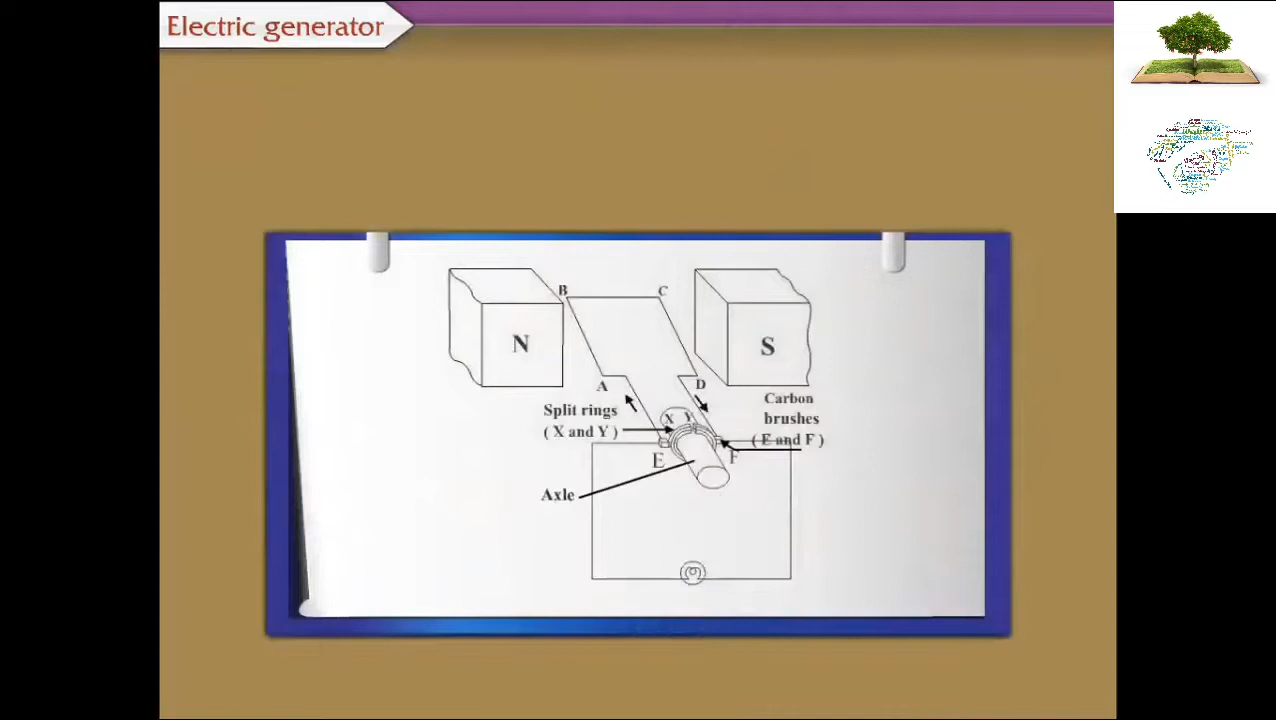 Electric generator
B
C
N
S
A
D
Split rings
( X and Y )
X Y
Carbon
brushes
( E and F )
E
F
Axle